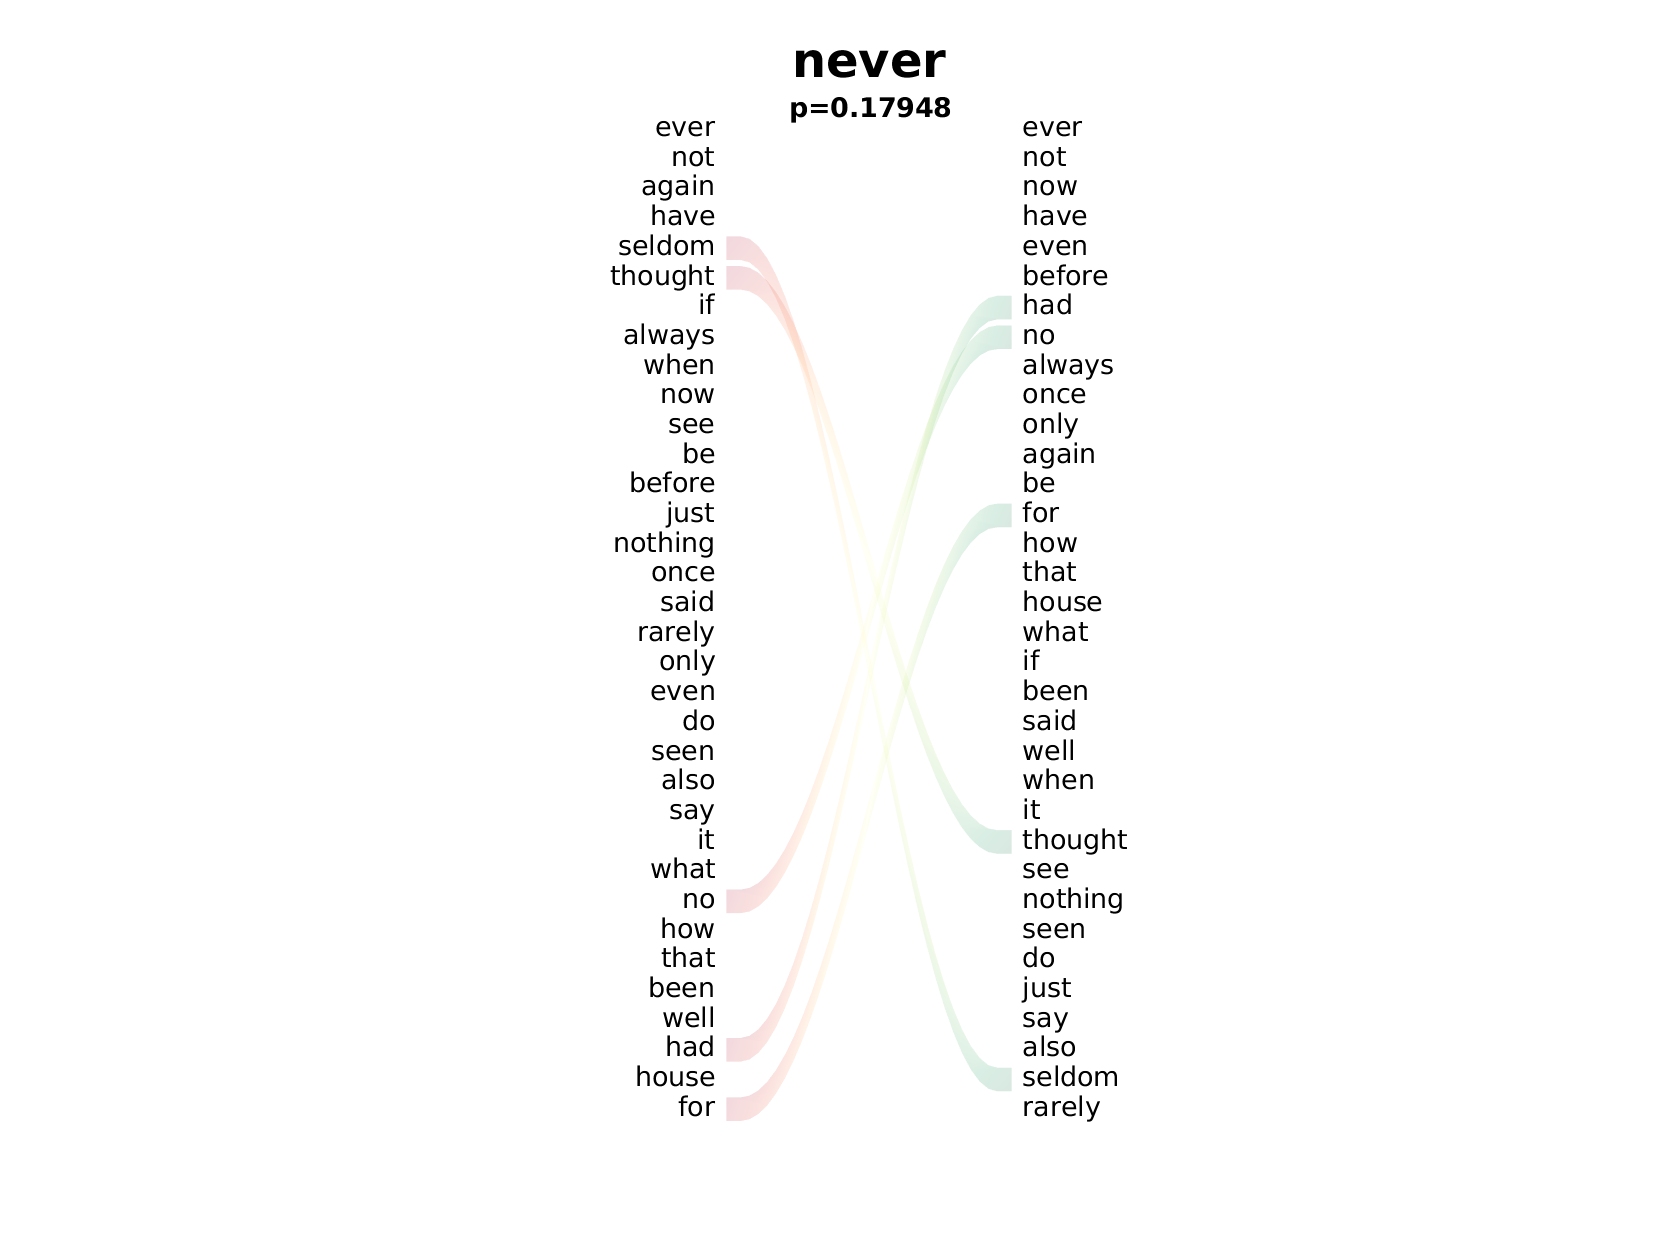 never
p=0.17948
ever ever
not not
again now
have have
seldom even
thought before
if had
always no
when always
now once
see only
be again
before be
just for
nothing how
once that
said house
rarely what
only if
even been
do said
seen well
also when
say it
it thought
what see
no nothing
how seen
that do
been just
well say
had also
house seldom
for rarely